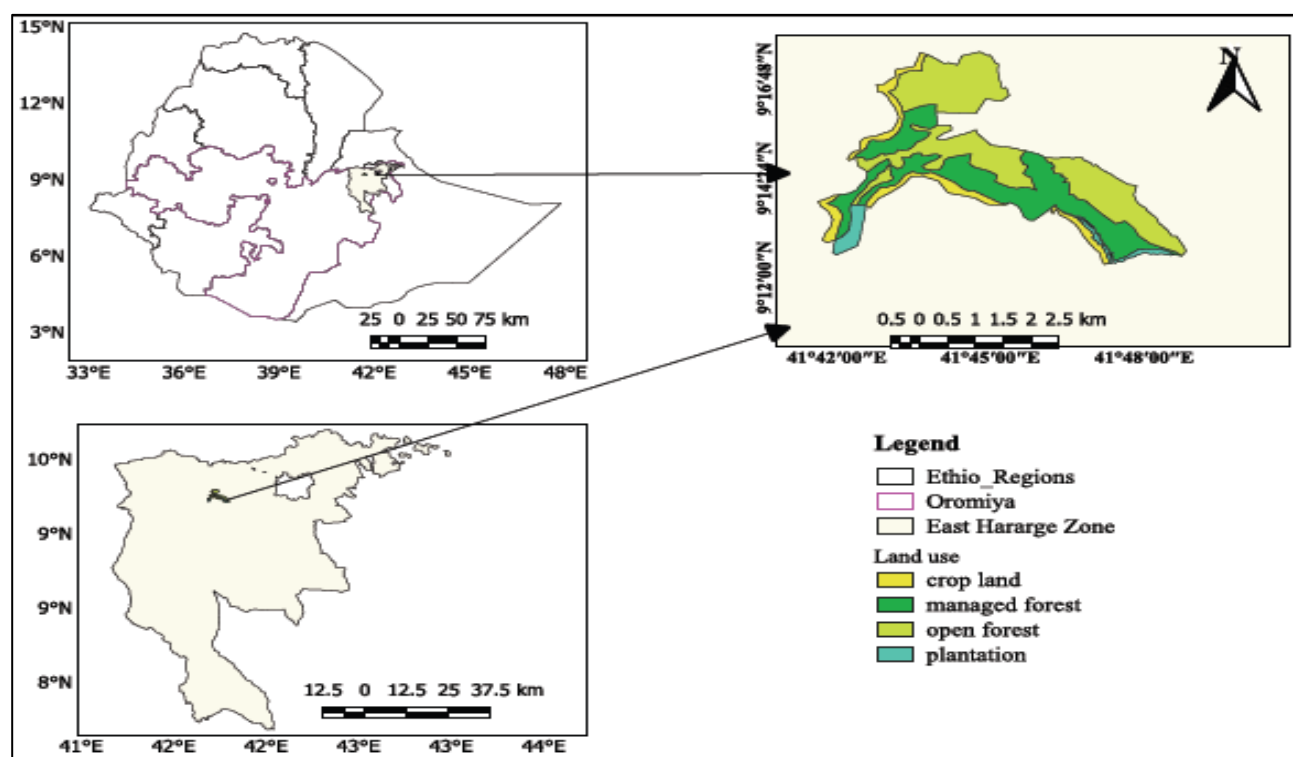 15°N
12°N
9°N
6°N
3°N
25 0 25 50 75 km
33°E 36°E 39°E 42°E 45°E 48°E
N
9°16'48"N
9°12'00"N
0.5 0 0.5 1 1.5 2 2.5 km
41°42'00"E 41°45'00"E 41°48'00"E
10°N
9°N
9°N
8°N
12.5 0 12.5 25 37.5 km
41°E 42°E 42°E 43°E 43°E 44°E
Legend
Ethio_Regions
Oromiya
East Hararge Zone
Land use
crop land
managed forest
open forest
plantation